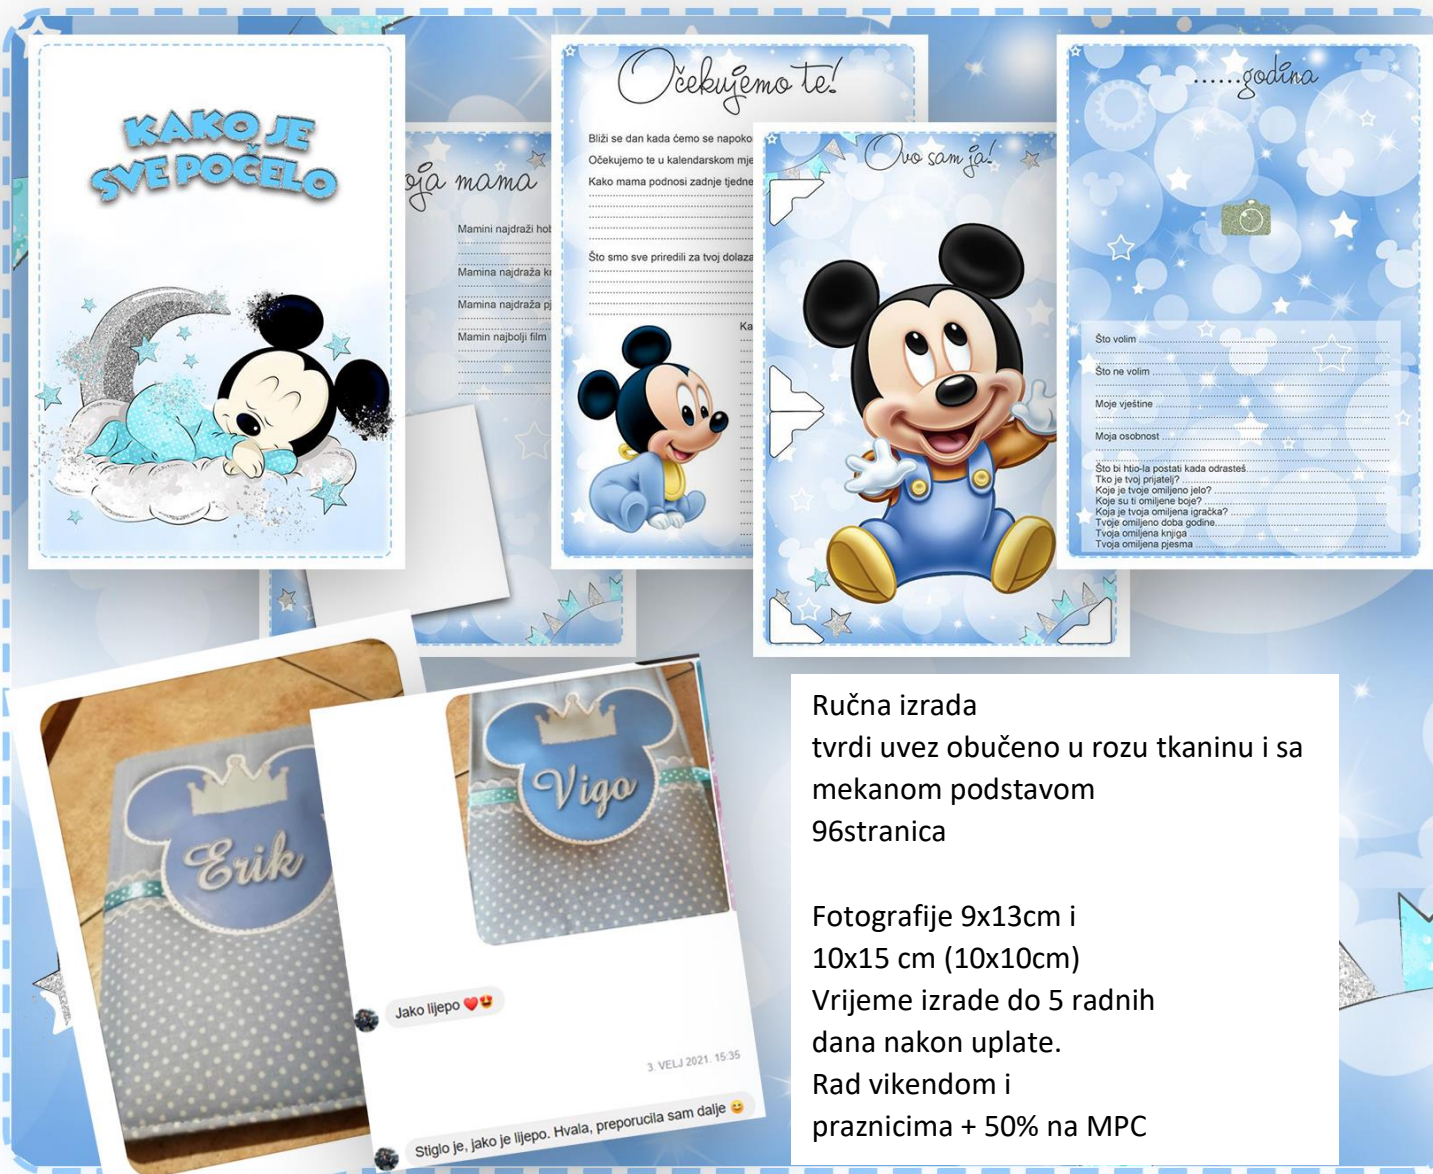 KAKO JE
SVE POČELO
oja mama
Mamini najdraži
Mamina najdraža
Mamina najdraža
Mamin najbolji film
Očekujemo te!
Bliži se dan kada ćemo se
Očekujemo te u kalendarskom
Kako mama podnosi zadnje tjedne
Što smo sve priredili za tvoj
Ka
Ovo sam ja!
......godina
Što volim
Što ne volim
Moje vještine
Moja osobnost
Što bi htio-la postati kada odrasteš
Tko je tvoj prijatelj?
Koje je tvoje omiljeno jelo?
Koje su ti omiljene boje?
Koja je tvoja omiljena igračka?
Tvoje omiljeno doba godine
Tvoja omiljena knjiga
Tvoja omiljena pjesma
Erik
Vigo
Jako lijepo ❤️😍
3. VELJ 2021. 15:35
Stiglo je, jako je lijepo. Hvala, preporucila sam dalje 😊
Ručna izrada
tvrdi uvez obučeno u rozu tkaninu i sa
mekanom podstavom
96stranica
Fotografije 9x13cm i
10x15 cm (10x10cm)
Vrijeme izrade do 5 radnih
dana nakon uplate.
Rad vikendom i
praznicima + 50% na MPC